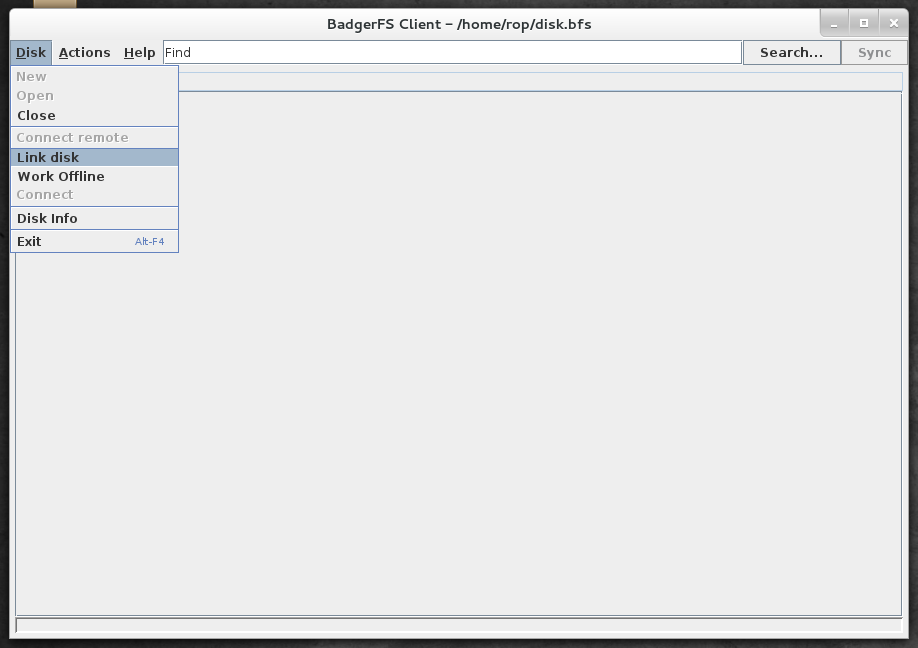 BadgerFS Client – /home/rop/disk.bfs
Disk Actions Help Find Search... Sync
New
Open
Close
Connect remote
Link disk
Work Offline
Connect
Disk Info
Exit Alt-F4